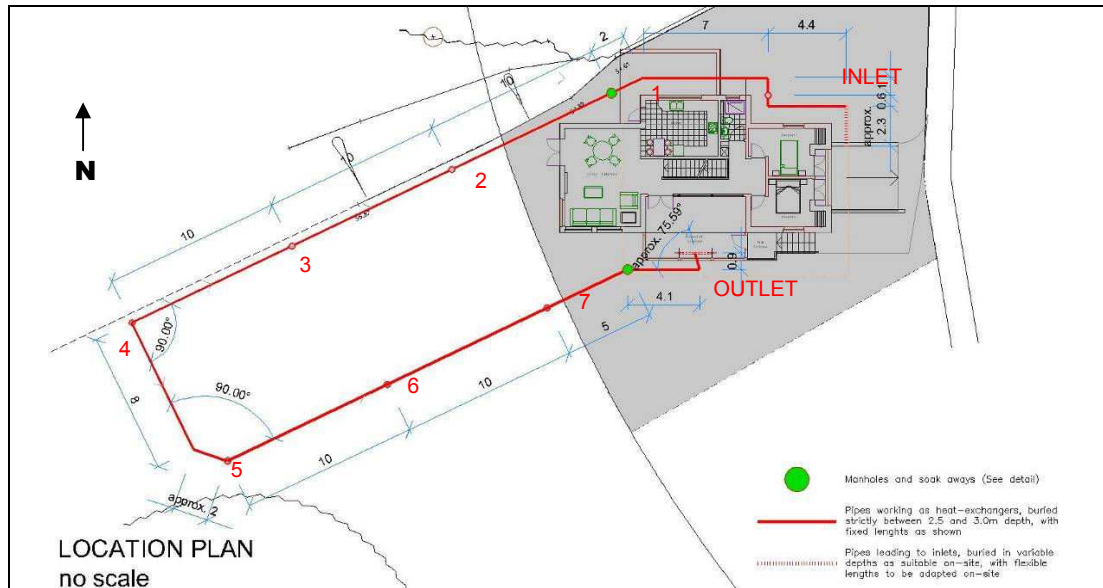 2
7
4.4
10
INLET
1
0.6
2.3
approx.
1
N
10
2
10
3
approx. 75.59°
0.9
OUTLET
7
4.1
4
90.00°
5
8
6
10
90.00°
5
10
approx. 2
LOCATION PLAN
no scale
Manholes and soak aways (See detail)
Pipes working as heat-exchangers, buried
strictly between 2.5 and 3.0m depth, with
fixed lenghts as shown
Pipes leading to inlets, buried in variable
depths as suitable on-site, with flexible
lengths to be adapted on-site